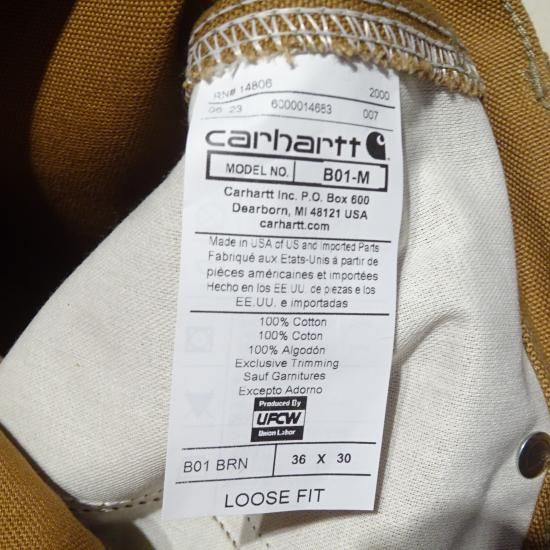 RN# 14806 2000
06 23 6000014683 007
carhartt
MODEL NO. B01-M
Carhartt Inc. P.O. Box 600
Dearborn, MI 48121 USA
carhartt.com
Made in USA of US and Imported Parts
Fabriqué aux Etats-Unis à partir de
pièces américaines et importées
Hecho en los EE.UU. de piezas e los
EE.UU. e importadas
100% Cotton
100% Coton
100% Algodón
Exclusive Trimming
Sauf Garnitures
Excepto Adorno
Produced By
UFCW
Union Labor
B01 BRN 36 X 30
LOOSE FIT